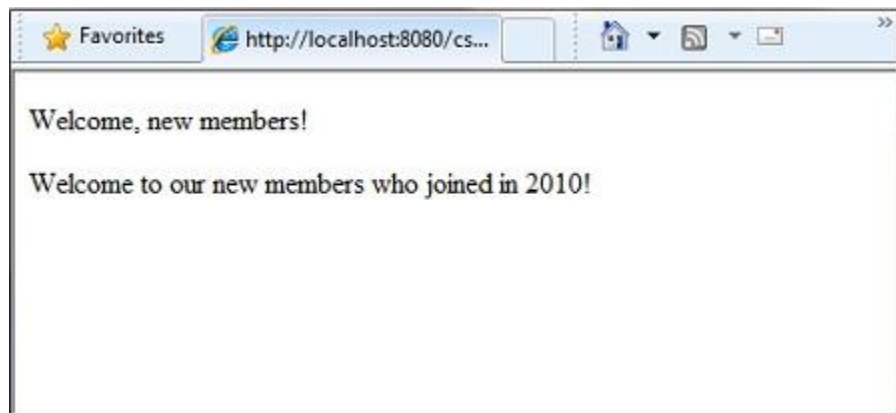 Favorites
http://localhost:8080/cs...
Welcome, new members!
Welcome to our new members who joined in 2010!